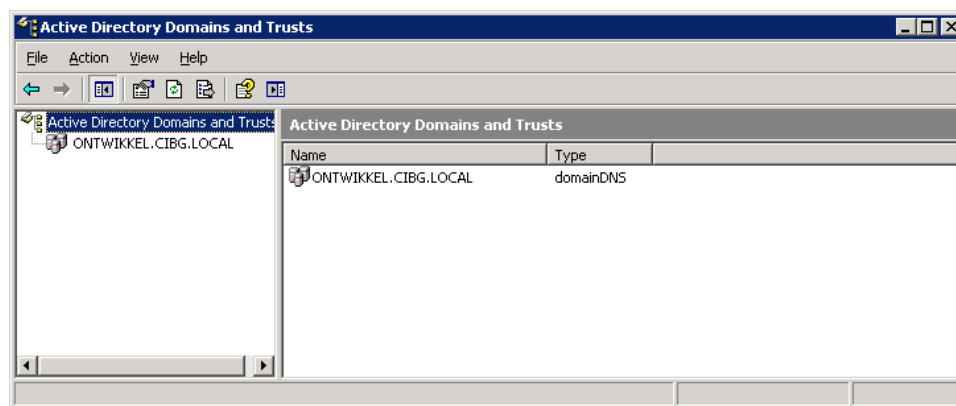 Active Directory Domains and Trusts
File Action View Help
Active Directory Domains and Trusts
ONTWIKKEL.CIBG.LOCAL
Active Directory Domains and Trusts
Name Type
ONTWIKKEL.CIBG.LOCAL domainDNS